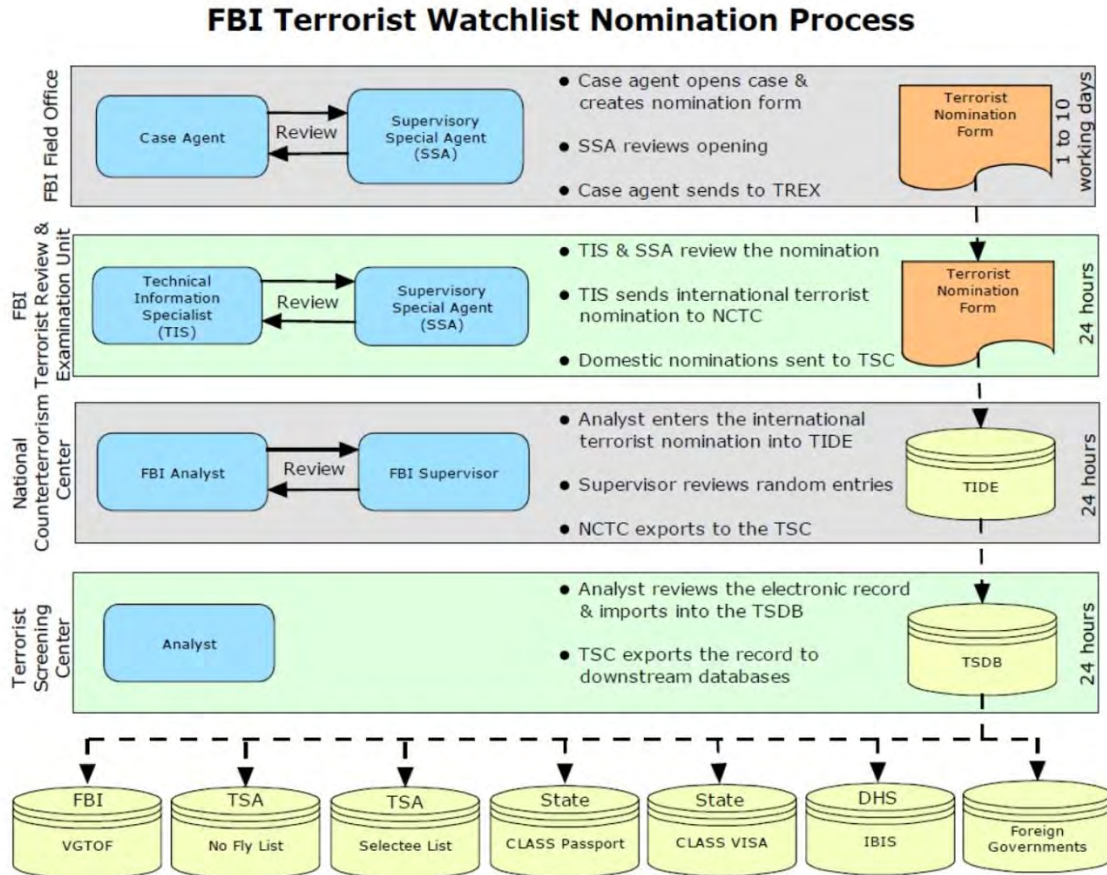 FBI Terrorist Watchlist Nomination Process
FBI Field Office
Case Agent
Review
Supervisory
Special Agent
(SSA)
● Case agent opens case &
creates nomination form
● SSA reviews opening
● Case agent sends to TREX
Terrorist
Nomination
Form
1 to 10
working days
FBI
Terrorist Review &
Examination Unit
Technical
Information
Specialist
(TIS)
Review
Supervisory
Special Agent
(SSA)
● TIS & SSA review the nomination
● TIS sends international terrorist
nomination to NCTC
● Domestic nominations sent to TSC
Terrorist
Nomination
Form
24 hours
National
Counterterrorism
Center
FBI Analyst
Review
FBI Supervisor
● Analyst enters the international
terrorist nomination into TIDE
● Supervisor reviews random entries
● NCTC exports to the TSC
TIDE
24 hours
Terrorist
Screening
Center
Analyst
● Analyst reviews the electronic record
& imports into the TSDB
● TSC exports the record to
downstream databases
TSDB
24 hours
FBI
VGTOF
TSA
No Fly List
TSA
Selectee List
State
CLASS Passport
State
CLASS VISA
DHS
IBIS
Foreign
Governments